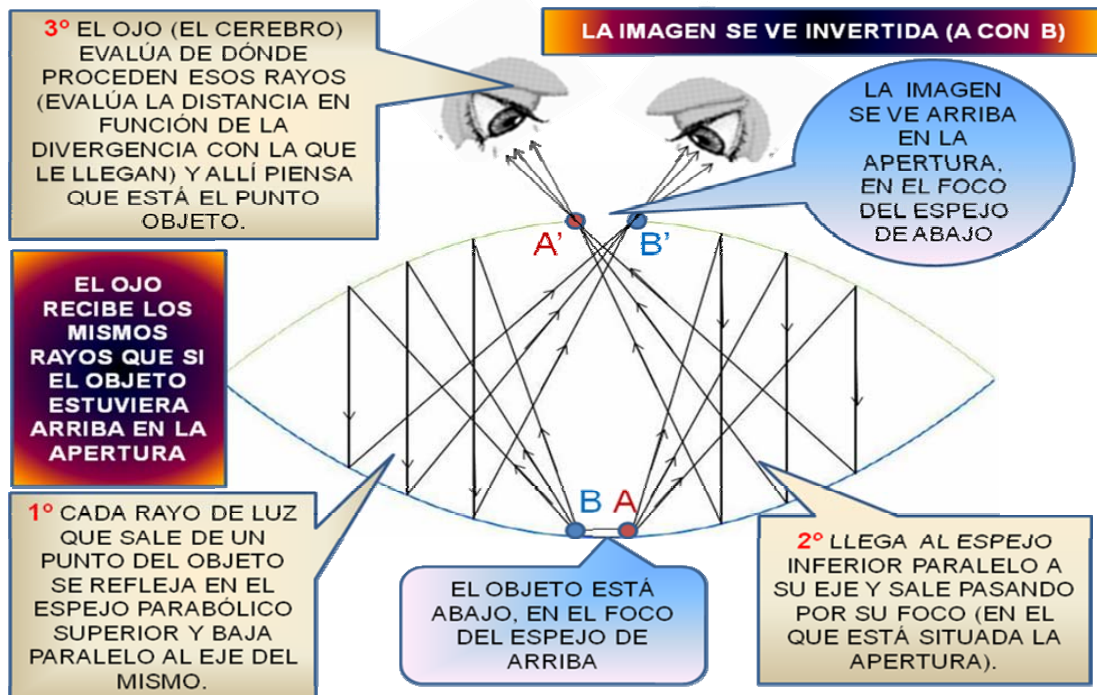 3º EL OJO (EL CEREBRO)
EVALÚA DE DÓNDE
PROCEDEN ESOS RAYOS
(EVALÚA LA DISTANCIA EN
FUNCIÓN DE LA
DIVERGENCIA CON LA QUE
LE LLEGAN) Y ALLÍ PIENSA
QUE ESTÁ EL PUNTO
OBJETO.
LA IMAGEN SE VE INVERTIDA (A CON B)
LA IMAGEN
SE VE ARRIBA
EN LA
APERTURA,
EN EL FOCO
DEL ESPEJO
DE ABAJO
A'
B'
EL OJO
RECIBE LOS
MISMOS
RAYOS QUE SI
EL OBJETO
ESTUVIERA
ARRIBA EN LA
APERTURA
B
A
1º CADA RAYO DE LUZ
QUE SALE DE UN
PUNTO DEL OBJETO
SE REFLEJA EN EL
ESPEJO PARABÓLICO
SUPERIOR Y BAJA
PARALELO AL EJE DEL
MISMO.
EL OBJETO ESTÁ
ABAJO, EN EL FOCO
DEL ESPEJO DE
ARRIBA
2º LLEGA AL ESPEJO
INFERIOR PARALELO A
SU EJE Y SALE PASANDO
POR SU FOCO (EN EL
QUE ESTÁ SITUADA LA
APERTURA).